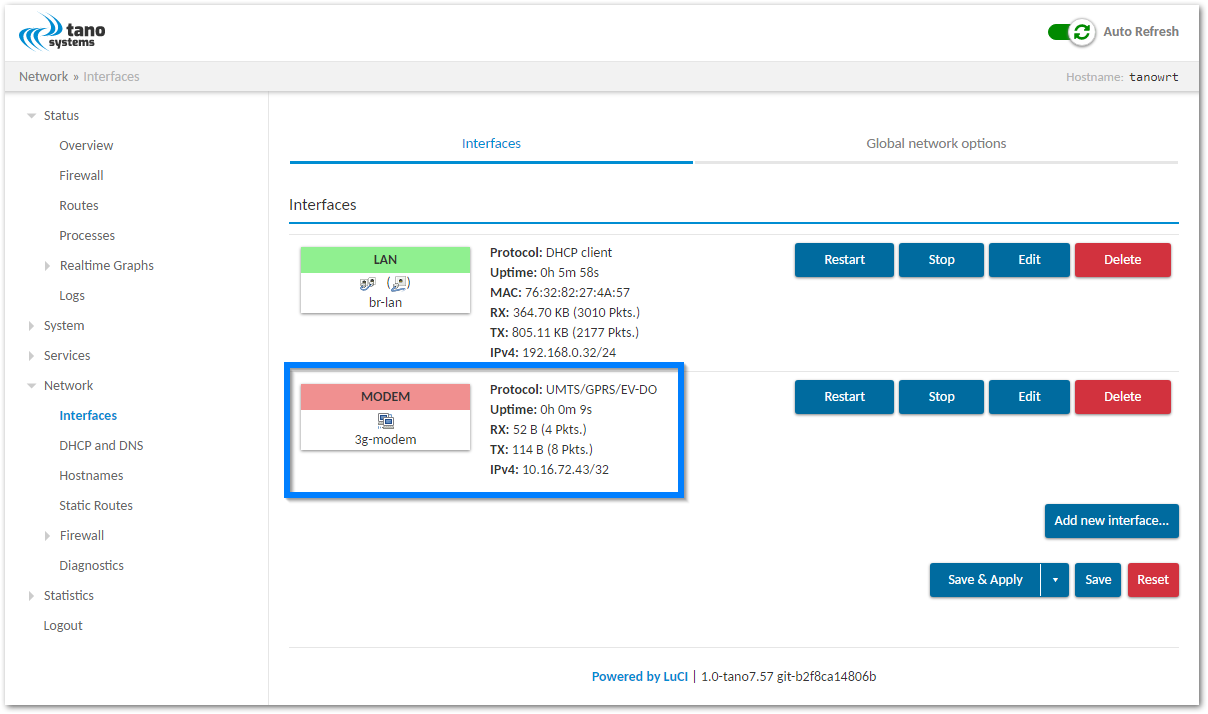 tano
systems
Auto Refresh
Network » Interfaces
Hostname: tanowrt
Status
Overview
Firewall
Routes
Processes
Realtime Graphs
Logs
System
Services
Network
Interfaces
DHCP and DNS
Hostnames
Static Routes
Firewall
Diagnostics
Statistics
Logout
Interfaces
Global network options
Interfaces
LAN
br-lan
Protocol: DHCP client
Uptime: 0h 5m 58s
MAC: 76:32:82:27:4A:57
RX: 364.70 KB (3010 Pkts.)
TX: 805.11 KB (2177 Pkts.)
IPv4: 192.168.0.32/24
Restart
Stop
Edit
Delete
MODEM
3g-modem
Protocol: UMTS/GPRS/EV-DO
Uptime: 0h 0m 9s
RX: 52 B (4 Pkts.)
TX: 114 B (8 Pkts.)
IPv4: 10.16.72.43/32
Restart
Stop
Edit
Delete
Add new interface...
Save & Apply
Save
Reset
Powered by LuCI | 1.0-tano7.57 git-b2f8ca14806b